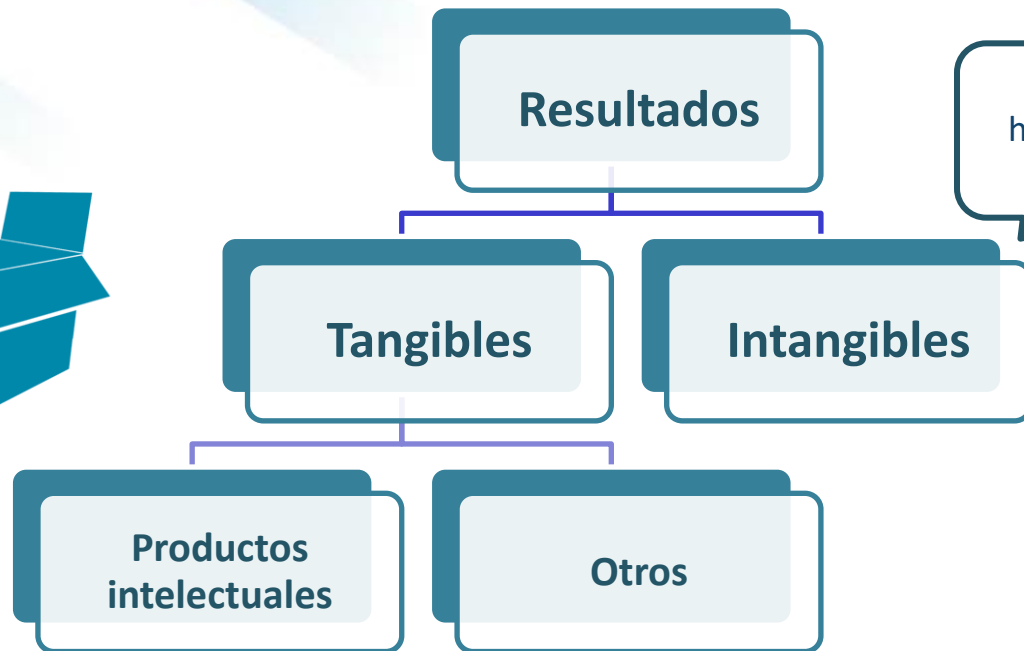 Resultados
h
Tangibles
Intangibles
Productos
intelectuales
Otros